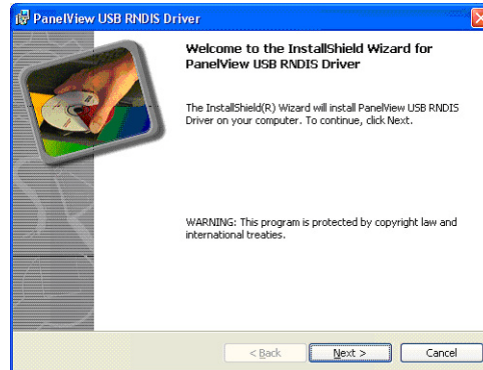 PanelView USB RNDIS Driver
Welcome to the InstallShield Wizard for
PanelView USB RNDIS Driver
The InstallShield(R) Wizard will install PanelView USB RNDIS
Driver on your computer. To continue, click Next.
WARNING: This program is protected by copyright law and
international treaties.
< Back Next > Cancel